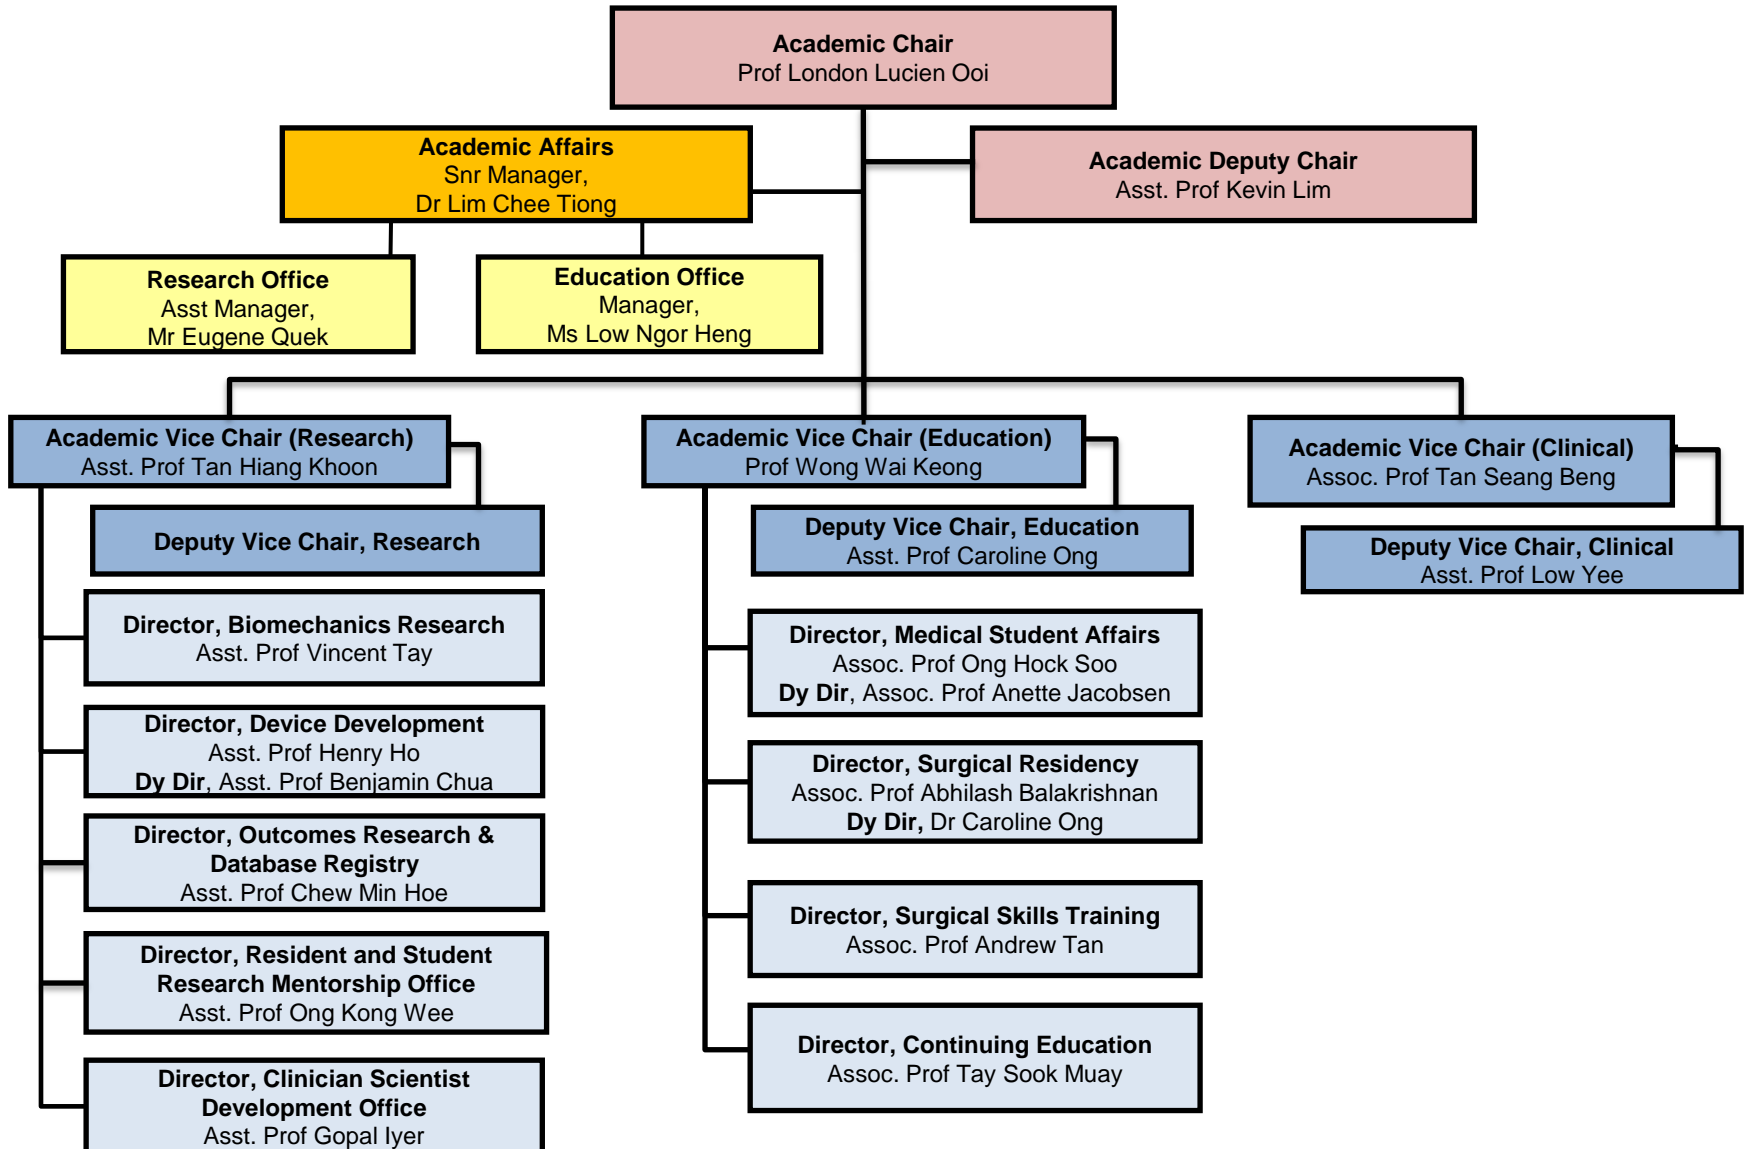 Academic Chair
Prof London Lucien Ooi
Academic Affairs
Snr Manager,
Dr Lim Chee Tiong
Academic Deputy Chair
Asst. Prof Kevin Lim
Research Office
Asst Manager,
Mr Eugene Quek
Education Office
Manager,
Ms Low Ngor Heng
Academic Vice Chair (Research)
Asst. Prof Tan Hiang Khoon
Deputy Vice Chair, Research
Director, Biomechanics Research
Asst. Prof Vincent Tay
Director, Device Development
Asst. Prof Henry Ho
Dy Dir, Asst. Prof Benjamin Chua
Director, Outcomes Research &
Database Registry
Asst. Prof Chew Min Hoe
Director, Resident and Student
Research Mentorship Office
Asst. Prof Ong Kong Wee
Director, Clinician Scientist
Development Office
Asst. Prof Gopal Iyer
Academic Vice Chair (Education)
Prof Wong Wai Keong
Deputy Vice Chair, Education
Asst. Prof Caroline Ong
Director, Medical Student Affairs
Assoc. Prof Ong Hock Soo
Dy Dir, Assoc. Prof Anette Jacobsen
Director, Surgical Residency
Assoc. Prof Abhilash Balakrishnan
Dy Dir, Dr Caroline Ong
Director, Surgical Skills Training
Assoc. Prof Andrew Tan
Director, Continuing Education
Assoc. Prof Tay Sook Muay
Academic Vice Chair (Clinical)
Assoc. Prof Tan Seang Beng
Deputy Vice Chair, Clinical
Asst. Prof Low Yee